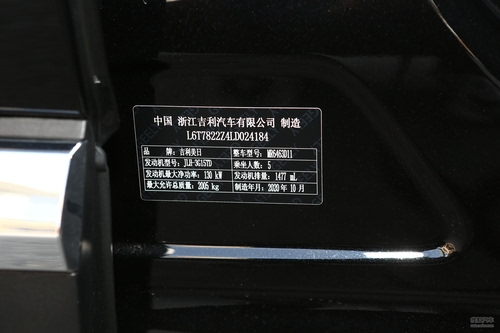 中国 浙江吉利汽车有限公司 制造
L6T7822Z4LD024184
品牌：吉利美日 整车型号：MR6463D11
发动机型号：JLH-3G15TD 乘坐人数：5
发动机最大净功率：130 kW 发动机排量：1477 mL
最大允许总质量：2005 kg 制造年月：2020 年 10 月